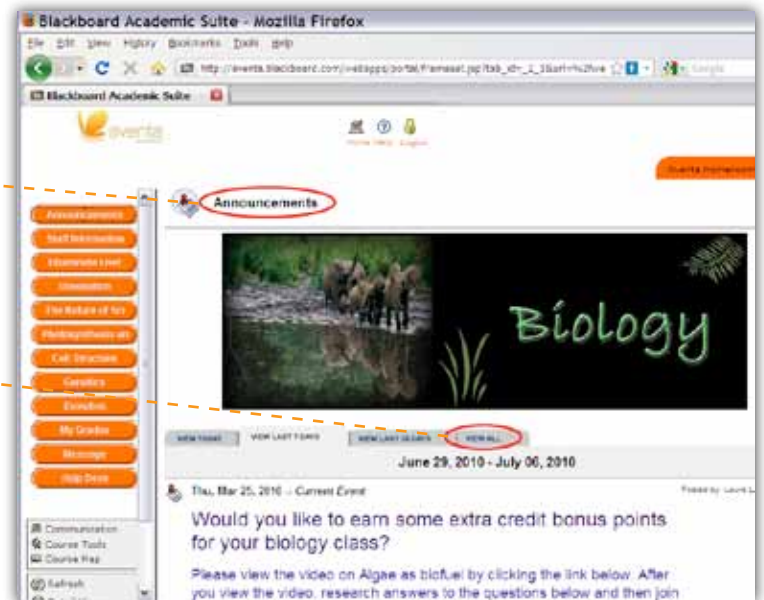 Blackboard Academic Suite - Mozilla Firefox
File Edit View History Bookmarks Tools Help
Blackboard Academic Suite
eventa
Home Help Logout
Announcements
Announcements
Staff Information
Elluminate Live!
Cell Structure
Genetics
Evolution
My Grades
Message
Help Desk
Biology
VIEW TODAY
VIEW LAST 7 DAYS
VIEW LAST 30 DAYS
VIEW ALL
June 29, 2010 - July 06, 2010
Thu, Mar 25, 2010 -- Current Event
Posted by:
Would you like to earn some extra credit bonus points
for your biology class?
Please view the video on Algae as biofuel by clicking the link below. After
you view the video, research answers to the questions below and then join
Communication
Course Tools
Course Map
Refresh